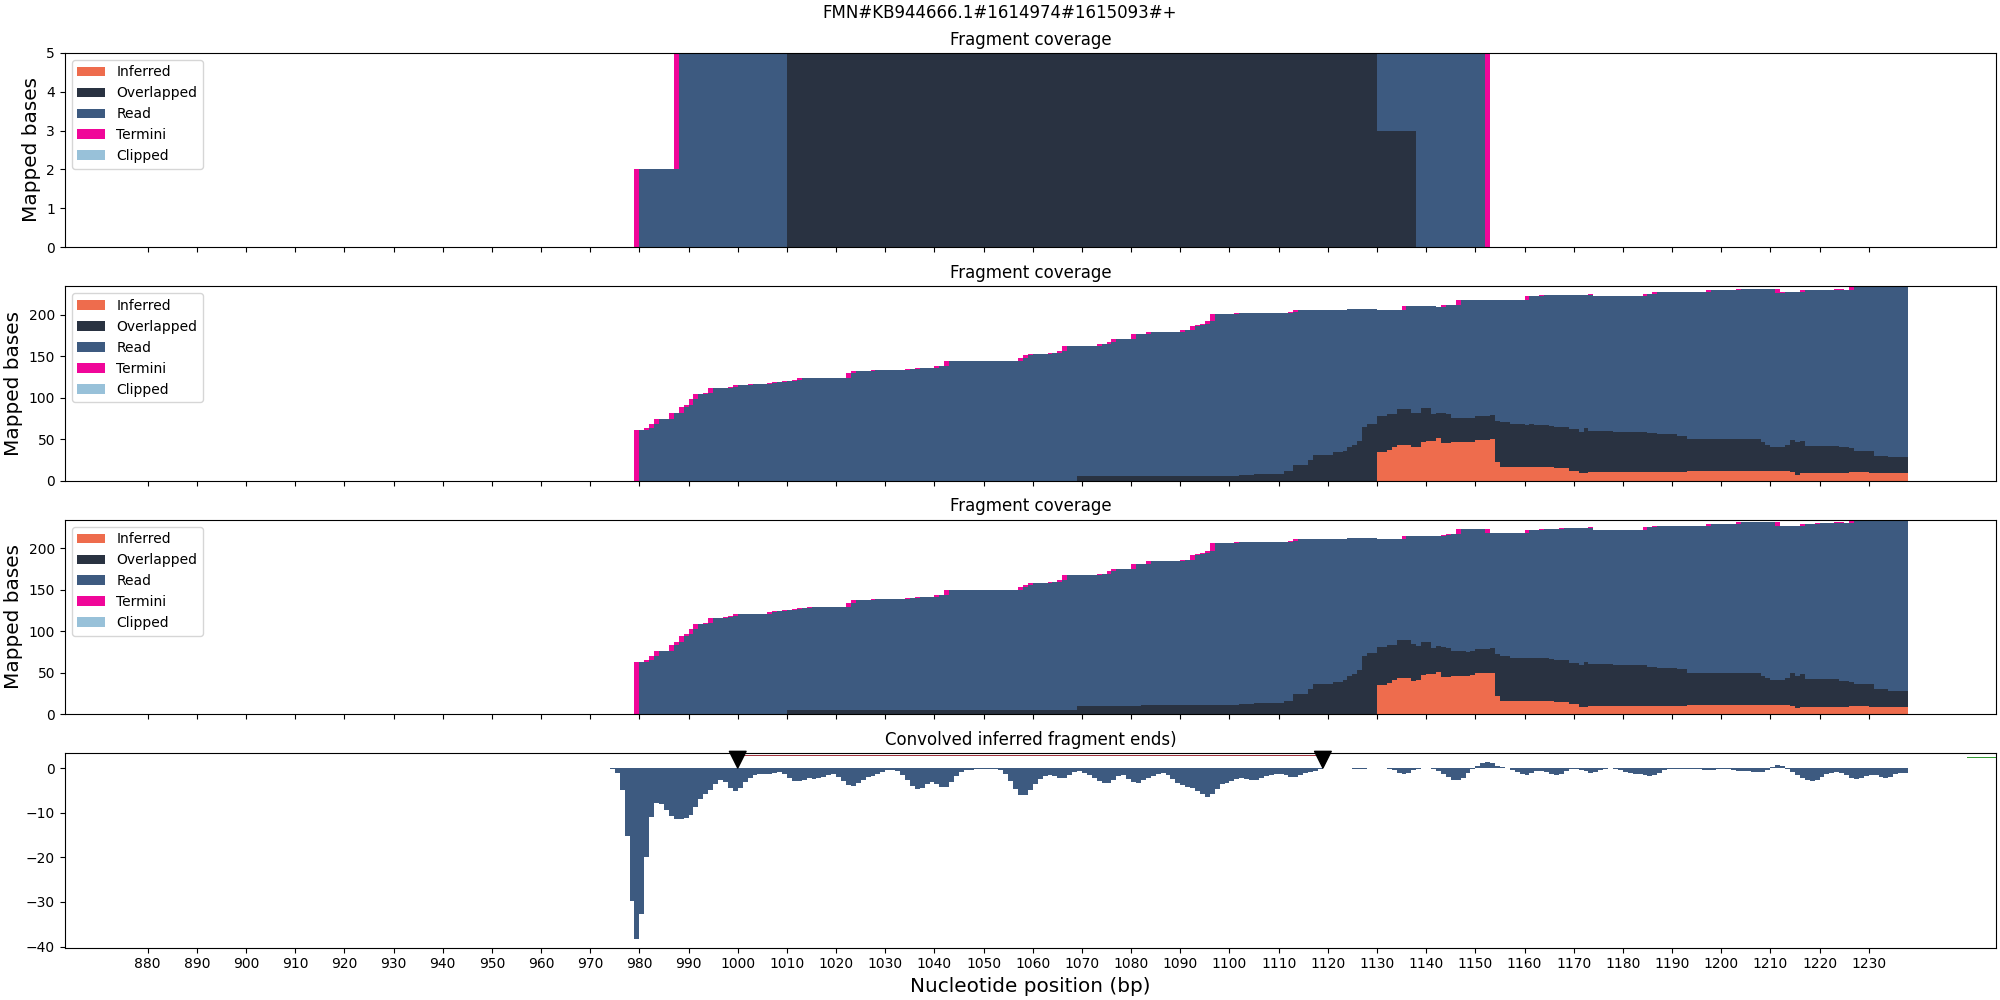 FMN#KB944666.1#1614974#1615093#+
Fragment coverage
Mapped bases
5
4
3
2
1
0
Inferred
Overlapped
Read
Termini
Clipped
Fragment coverage
Mapped bases
200
150
100
50
0
Inferred
Overlapped
Read
Termini
Clipped
Fragment coverage
Mapped bases
200
150
100
50
0
Inferred
Overlapped
Read
Termini
Clipped
Convolved inferred fragment ends)
0
−10
−20
−30
−40
880 890 900 910 920 930 940 950 960 970 980 990 1000 1010 1020 1030 1040 1050 1060 1070 1080 1090 1100 1110 1120 1130 1140 1150 1160 1170 1180 1190 1200 1210 1220 1230
Nucleotide position (bp)